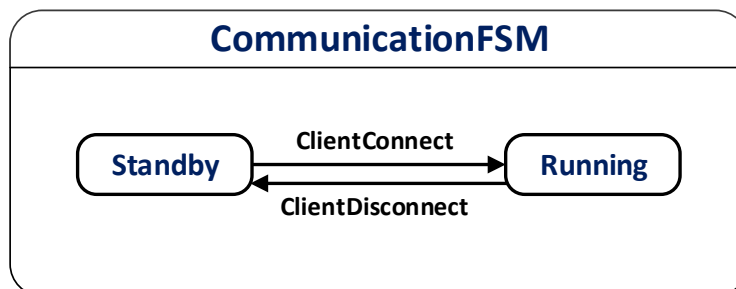 CommunicationFSM
ClientConnect
Standby
Running
ClientDisconnect